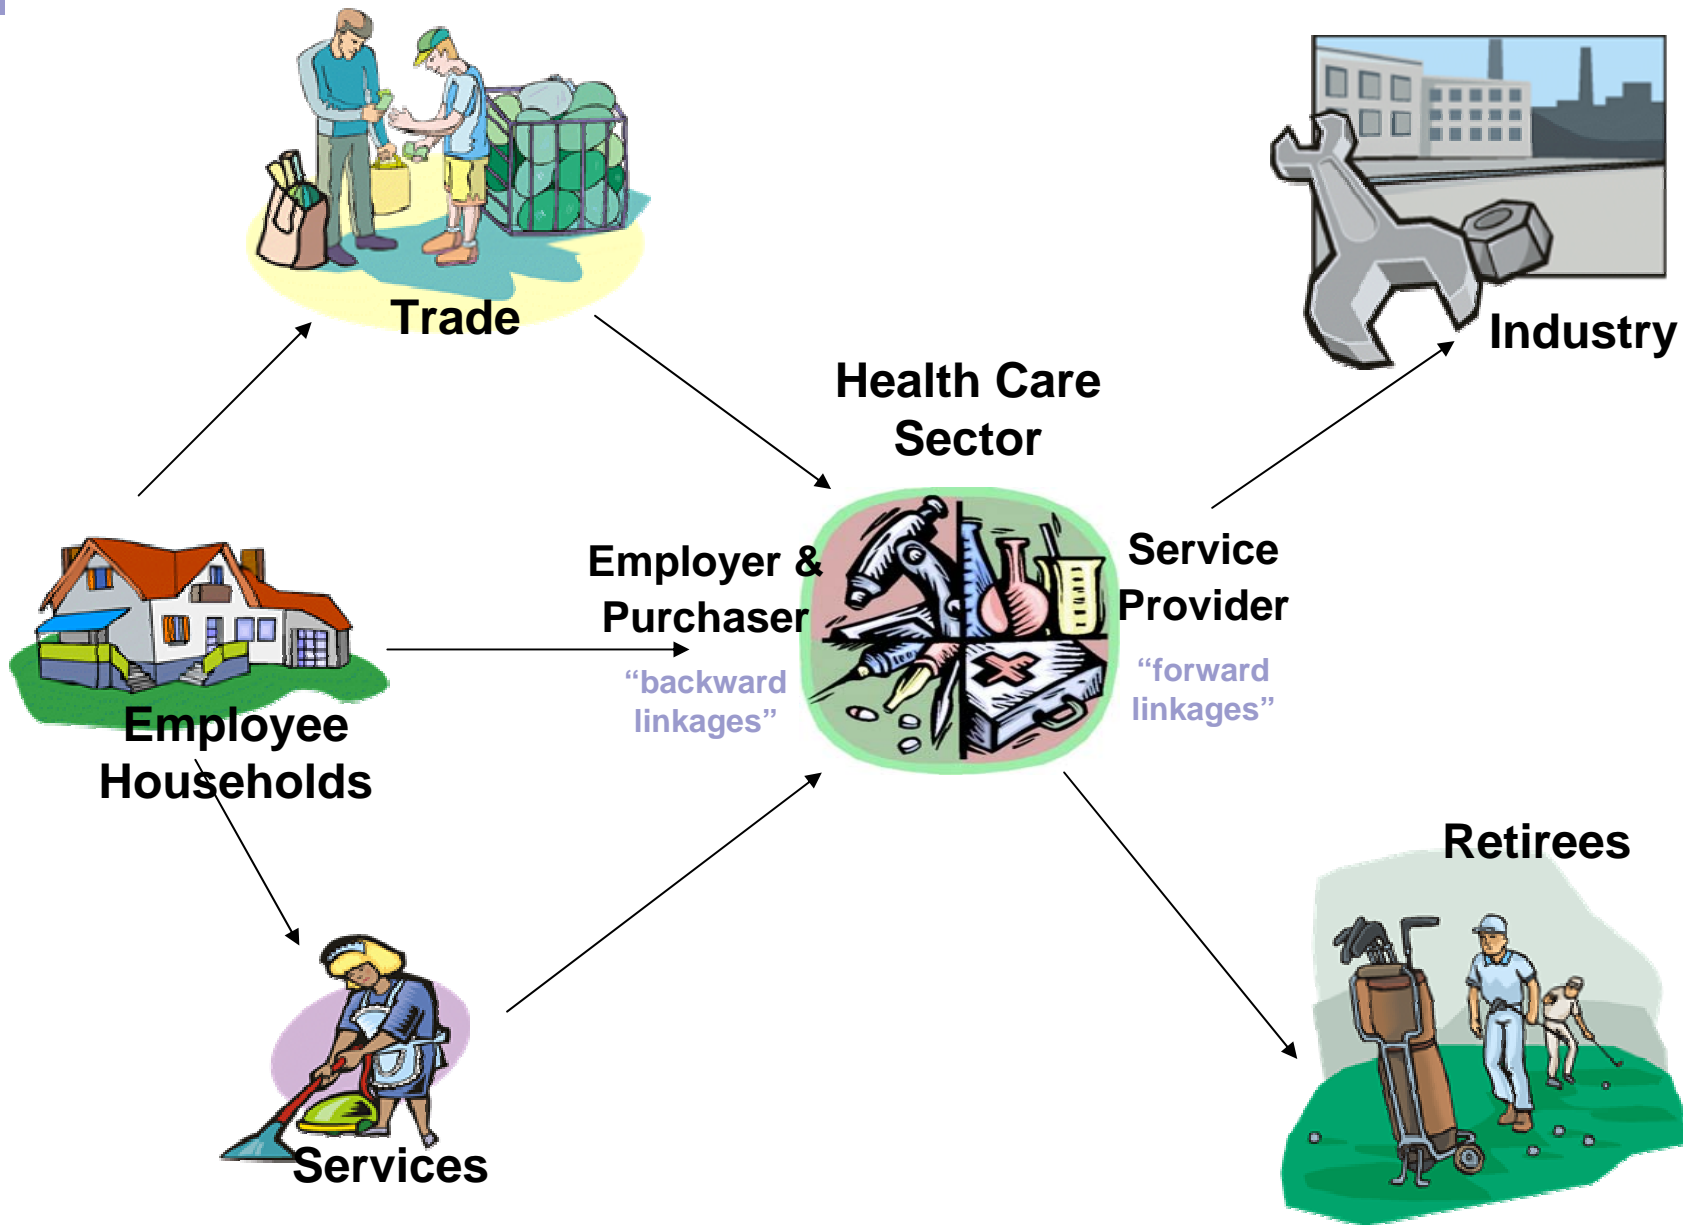 Trade
Industry
Health Care
Sector
Employer &
Purchaser
“backward
linkages”
Service
Provider
“forward
linkages”
Employee
Households
Retirees
Services